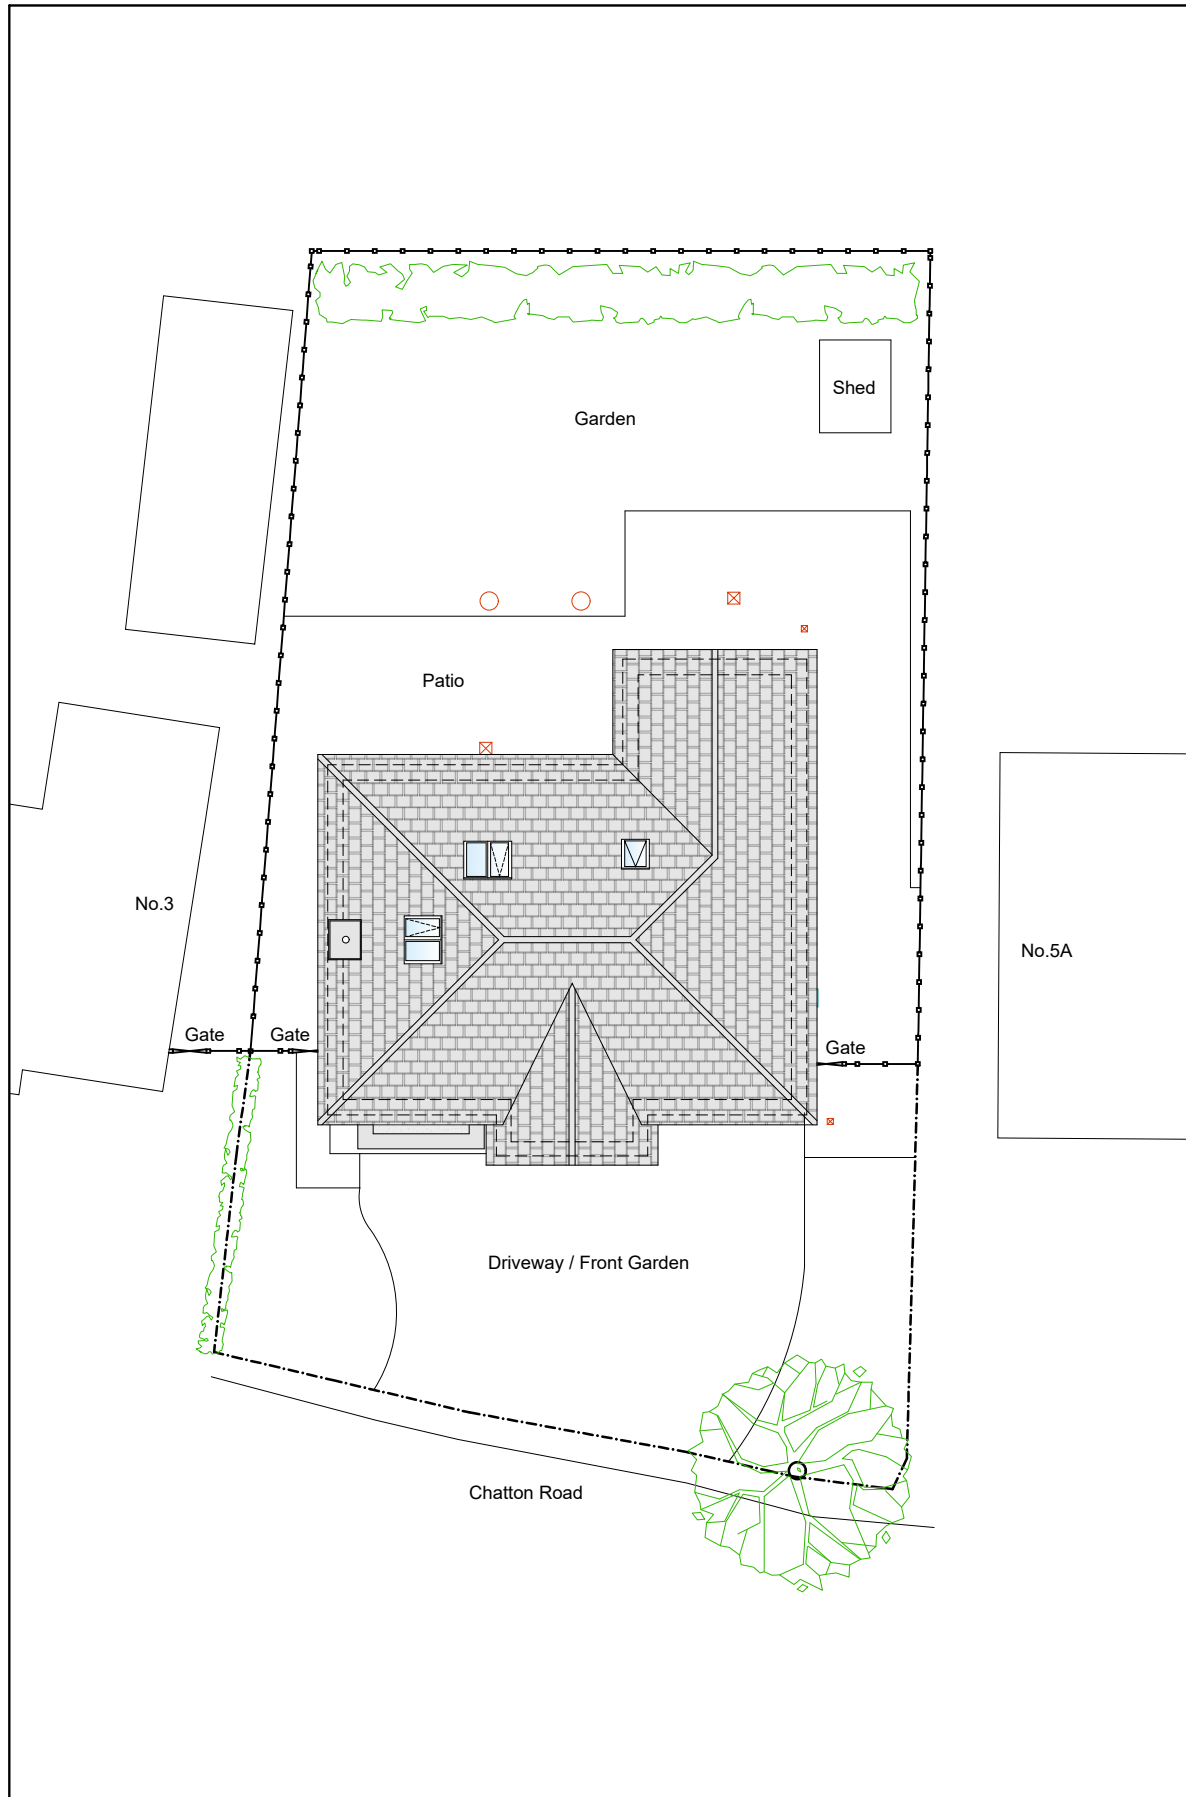 Shed
Garden
Patio
No.3
No.5A
Gate
Gate
Gate
Driveway / Front Garden
Chatton Road